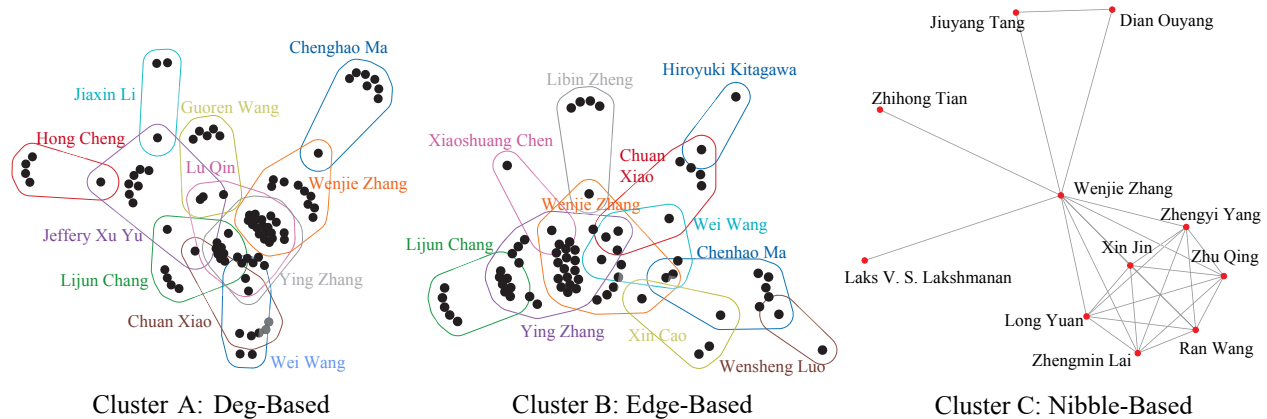 Chenghao Ma
Jiaxin Li
Guoren Wang
Hong Cheng
Lu Qin
Wenjie Zhang
Jeffery Xu Yu
Lijun Chang
Ying Zhang
Chuan Xiao
Wei Wang
Cluster A: Deg-Based
Hiroyuki Kitagawa
Libin Zheng
Xiaoshuang Chen
Chuan
Xiao
Wenjie Zhang
Wei Wang
Lijun Chang
Chenhao Ma
Ying Zhang
Xin Cao
Wensheng Luo
Cluster B: Edge-Based
Jiuyang Tang
Dian Ouyang
Zhihong Tian
Wenjie Zhang
Zhengyi Yang
Xin Jin
Zhu Qing
Laks V. S. Lakshmanan
Long Yuan
Ran Wang
Zhengmin Lai
Cluster C: Nibble-Based